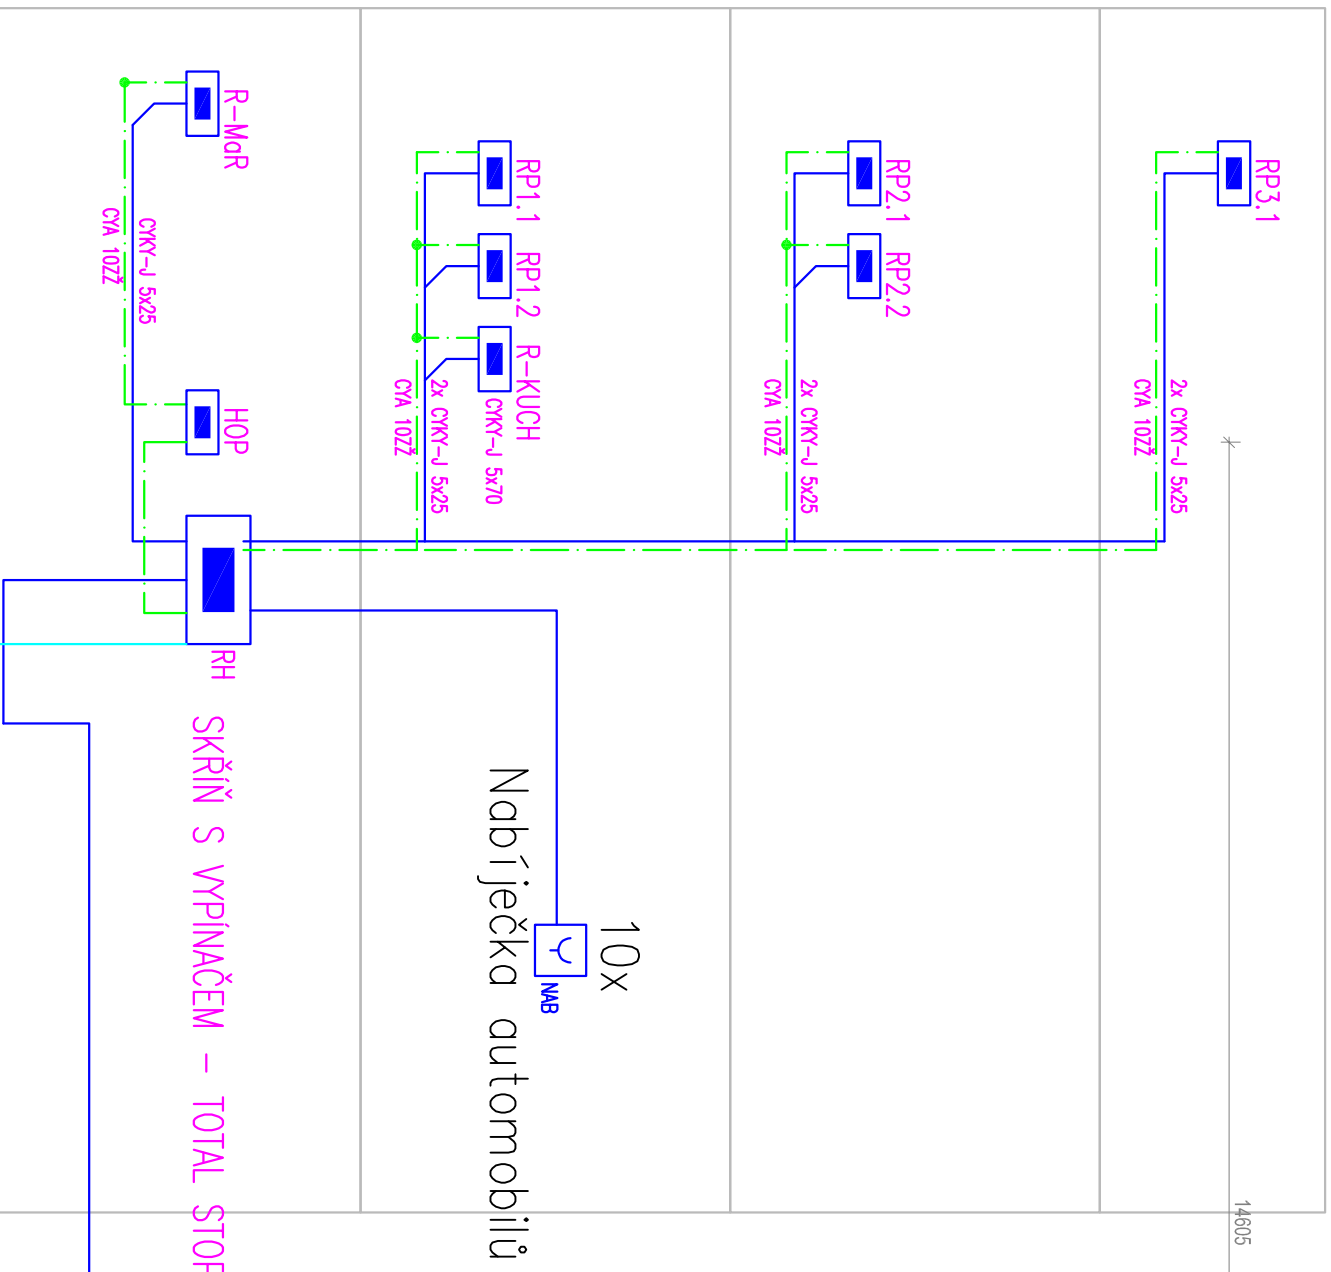 RP3.1
2x CYKY-J 5x25
CYA 10ZŽ
14605
RP2.1
RP2.2
2x CYKY-J 5x25
CYA 10ZŽ
10x
NAB
Nabíječka automobilů
RP1.1
RP1.2
R-KUCH
CYKY-J 5x70
2x CYKY-J 5x25
CYA 10ZŽ
R-MaR
HOP
RH
SKŘÍŇ S VYPÍNAČEM - TOTAL STOP
CYKY-J 5x25
CYA 10ZŽ